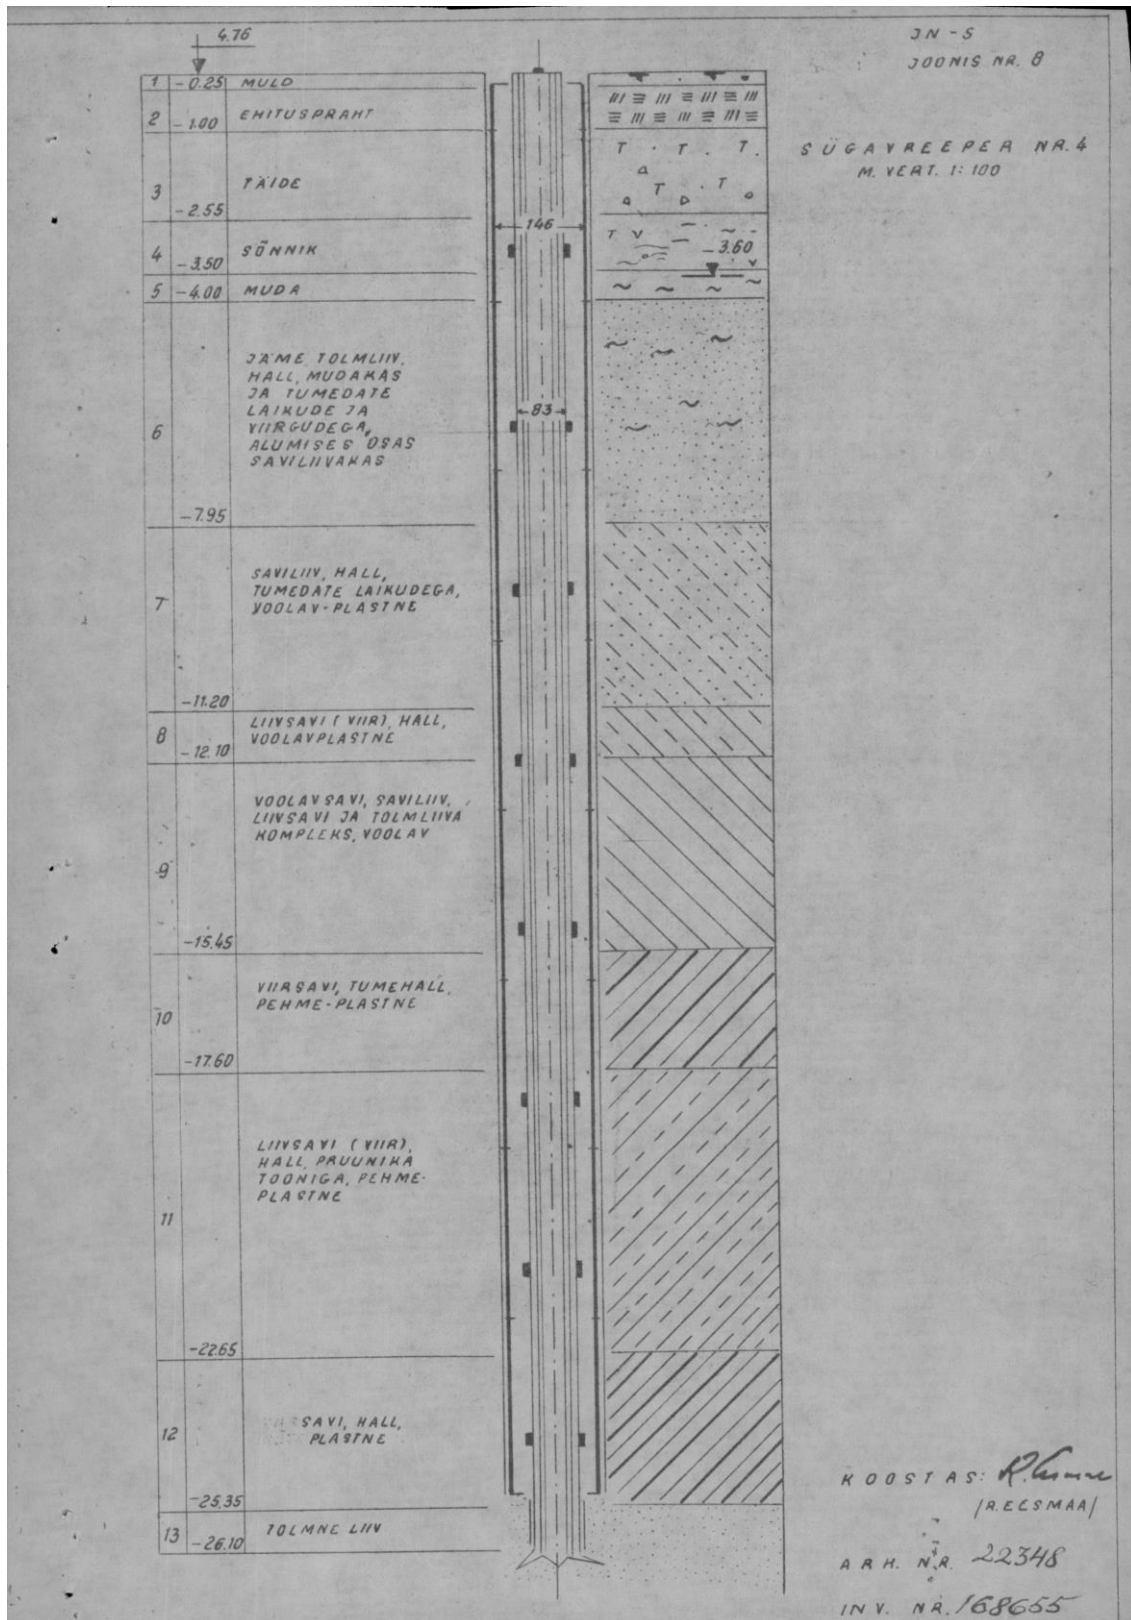 4.76
JN-5
JOONIS NR. 8
SÜGAVREEPER NR. 4
M. VERT. 1:100
1 -0.25 MULD
2 -1.00 EHITUSPRAHT
3 -2.55 TÄIDE
146
4 -3.50 SÕNNIK
3.60
5 -4.00 MUDA
6 -7.95 JÄME TOLMLIIV,
HALL, MUDAKAS
JA TUMEDATE
LAIKUDE JA
VIIRGUDEGA,
ALUMISES OSAS
SAVILIIVAKAS
83
7 -11.20 SAVILIIV, HALL,
TUMEDATE LAIKUDEGA,
VOOLAV-PLASTNE
8 -12.10 LIIVSAVI (VIIR), HALL,
VOOLAVPLASTNE
9 -15.45 VOOLAVSAVI, SAVILIIV,
LIIVSAVI JA TOLMLIIVA
KOMPLEKS, VOOLAV
10 -17.60 VIIRSAVI, TUMEHALL,
PEHME-PLASTNE
11 -22.65 LIIVSAVI (VIIR),
HALL, PRUUNIKA
TOONIGA, PEHME-
PLASTNE
12 -25.35 SAVI, HALL,
PLASTNE
13 -26.10 TOLMNE LIIV
KOOSTAS:
/R.EESMAA/
ARH. NR. 22348
INV. NR. 168655